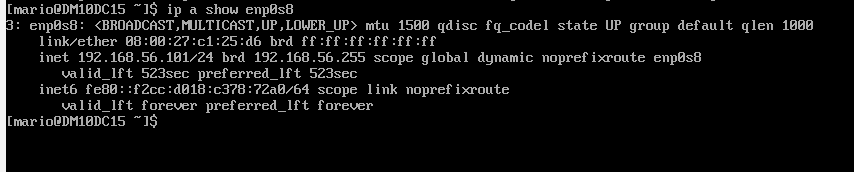 [mario@DM10DC15 ~]$ ip a show enp0s8
3: enp0s8: <BROADCAST,MULTICAST,UP,LOWER_UP> mtu 1500 qdisc fq_codel state UP group default qlen 1000
    link/ether 08:00:27:c1:25:d6 brd ff:ff:ff:ff:ff:ff
    inet 192.168.56.101/24 brd 192.168.56.255 scope global dynamic noprefixroute enp0s8
       valid_lft 523sec preferred_lft 523sec
    inet6 fe80::f2cc:d018:c378:72a0/64 scope link noprefixroute
       valid_lft forever preferred_lft forever
[mario@DM10DC15 ~]$